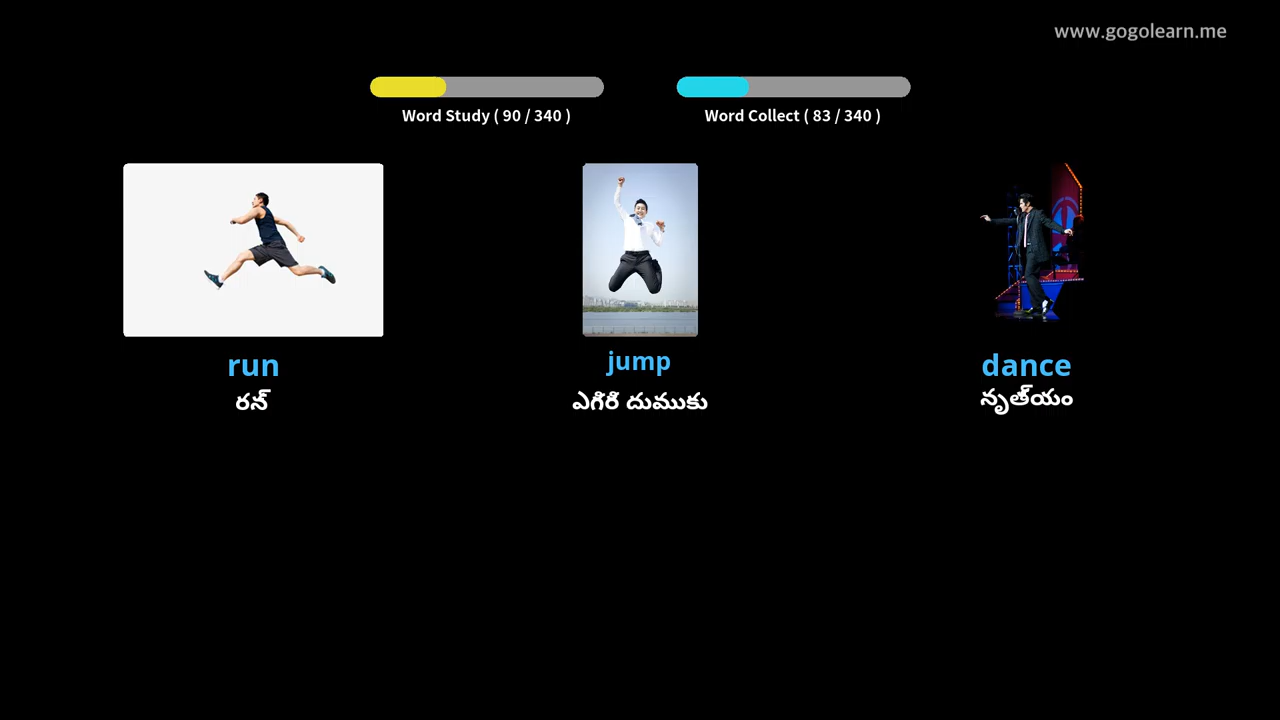 www.gogolearn.me
Word Study ( 90 / 340 )
Word Collect ( 83 / 340 )
run
jump
dance
రన్
ఎగిరి దుముకు
నృత్యం